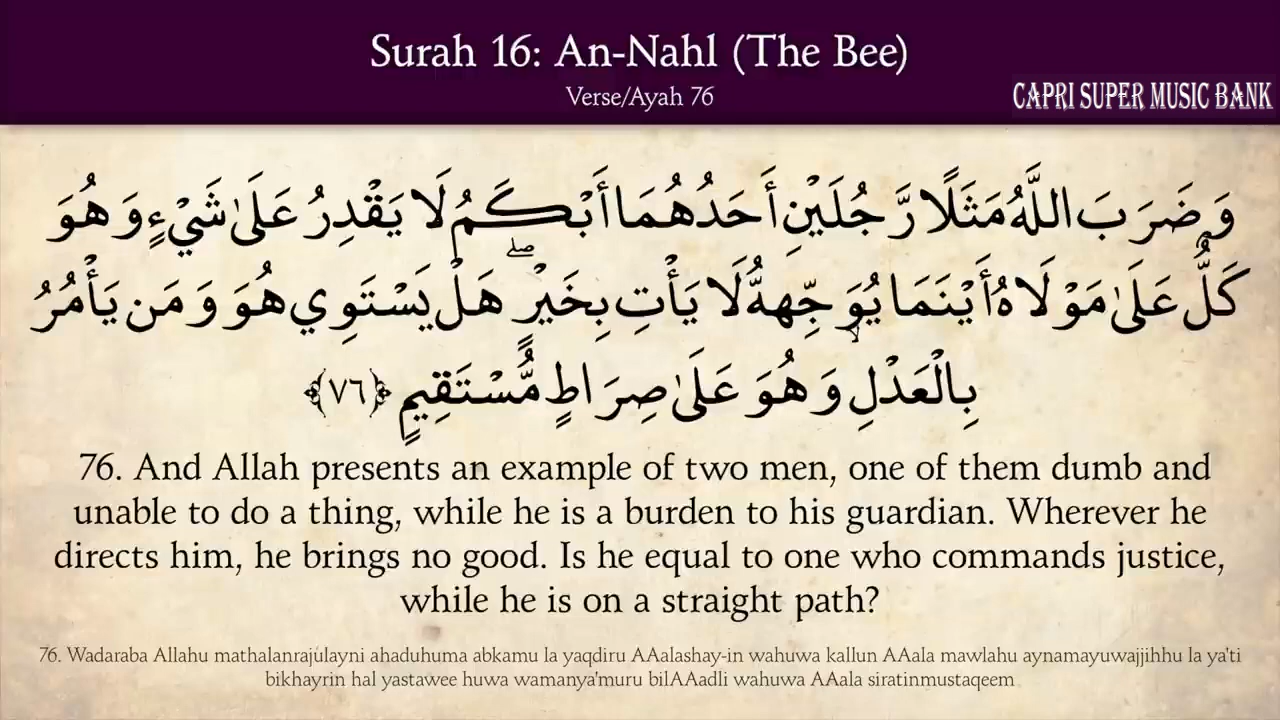 Surah 16: An-Nahl (The Bee)
Verse/Ayah 76
CAPRI SUPER MUSIC BANK
وَضَرَبَ اللَّهُ مَثَلًا رَّجُلَيْنِ أَحَدُهُمَا أَبْكَمُ لَا يَقْدِرُ عَلَىٰ شَيْءٍ وَهُوَ
كَلٌّ عَلَىٰ مَوْلَاهُ أَيْنَمَا يُوَجِّههُّ لَا يَأْتِ بِخَيْرٍ ۖ هَلْ يَسْتَوِي هُوَ وَمَن يَأْمُرُ
بِالْعَدْلِ وَهُوَ عَلَىٰ صِرَاطٍ مُّسْتَقِيمٍ ﴿٧٦﴾
76. And Allah presents an example of two men, one of them dumb and
unable to do a thing, while he is a burden to his guardian. Wherever he
directs him, he brings no good. Is he equal to one who commands justice,
while he is on a straight path?
76. Wadaraba Allahu mathalanrajulayni ahaduhuma abkamu la yaqdiru AAalashay-in wahuwa kallun AAala mawlahu aynamayuwajjihhu la ya'ti
bikhayrin hal yastawee huwa wamanya'muru bilAAadli wahuwa AAala siratinmustaqeem